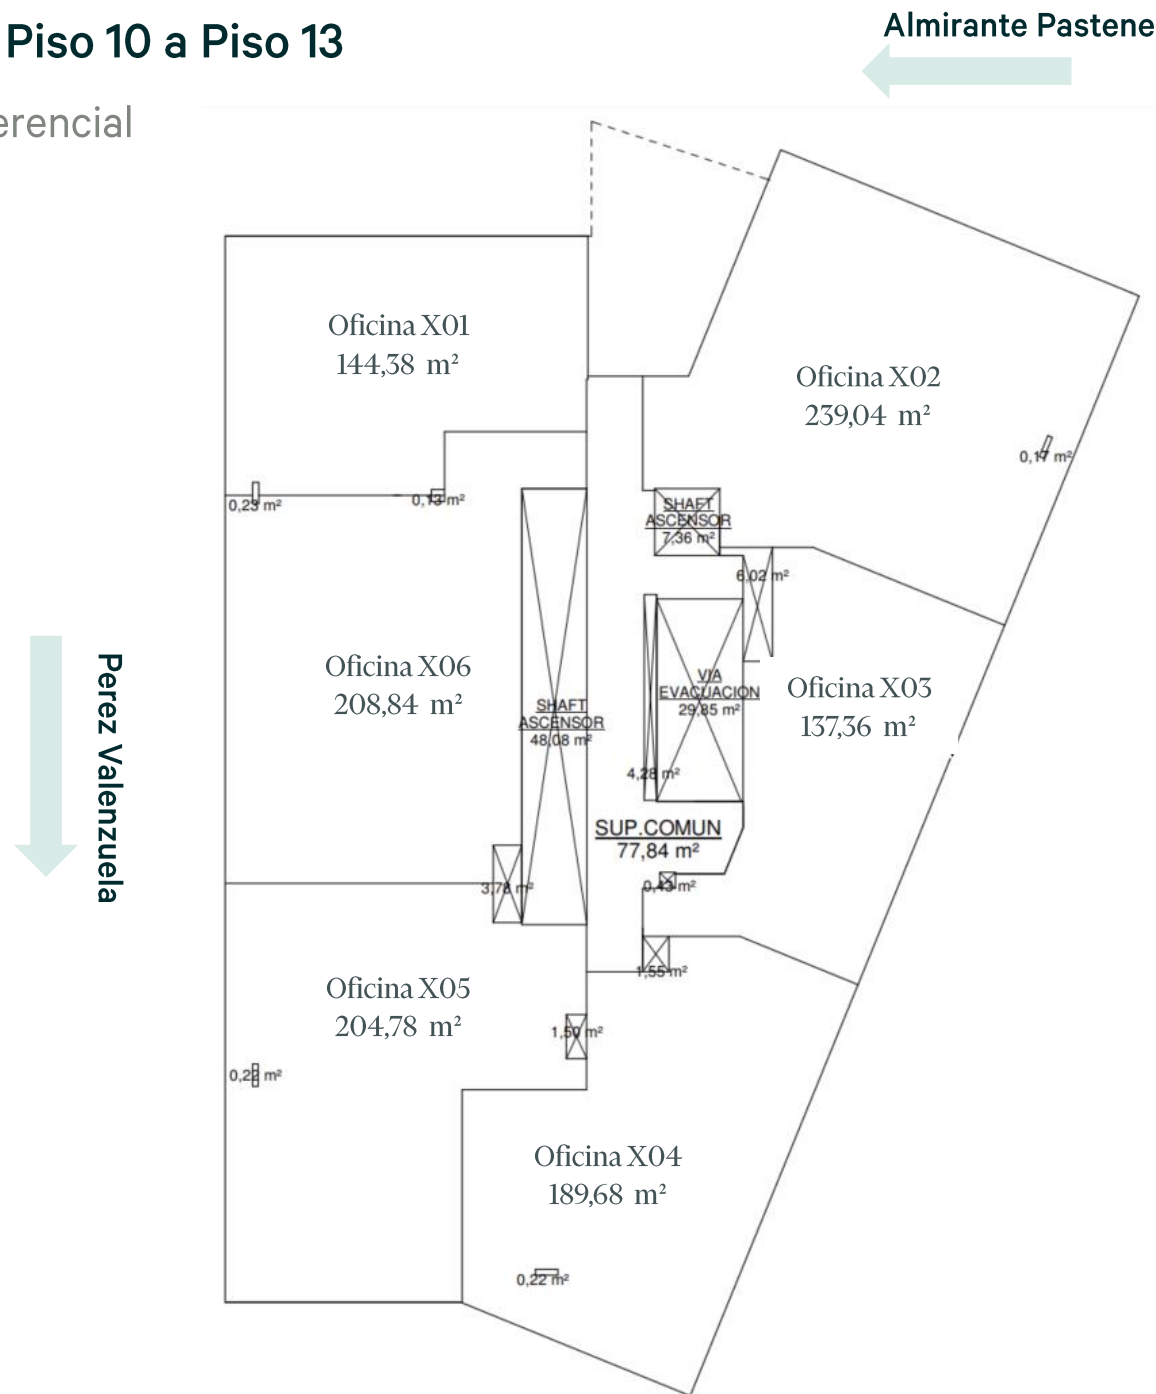 Piso 10 a Piso 13
Almirante Pastene
erencial
Oficina X01
144,38 m²
Oficina X02
239,04 m²
0,17 m²
0,23 m²
0,13 m²
SHAFT
ASCENSOR
7,36 m²
6,02 m²
Oficina X06
208,84 m²
VIA
EVACUACION
29,85 m²
Oficina X03
137,36 m²
SHAFT
ASCENSOR
48,08 m²
Perez Valenzuela
4,28 m²
SUP.COMUN
77,84 m²
3,78 m²
0,43 m²
1,55 m²
Oficina X05
204,78 m²
1,50 m²
0,22 m²
Oficina X04
189,68 m²
0,22 m²